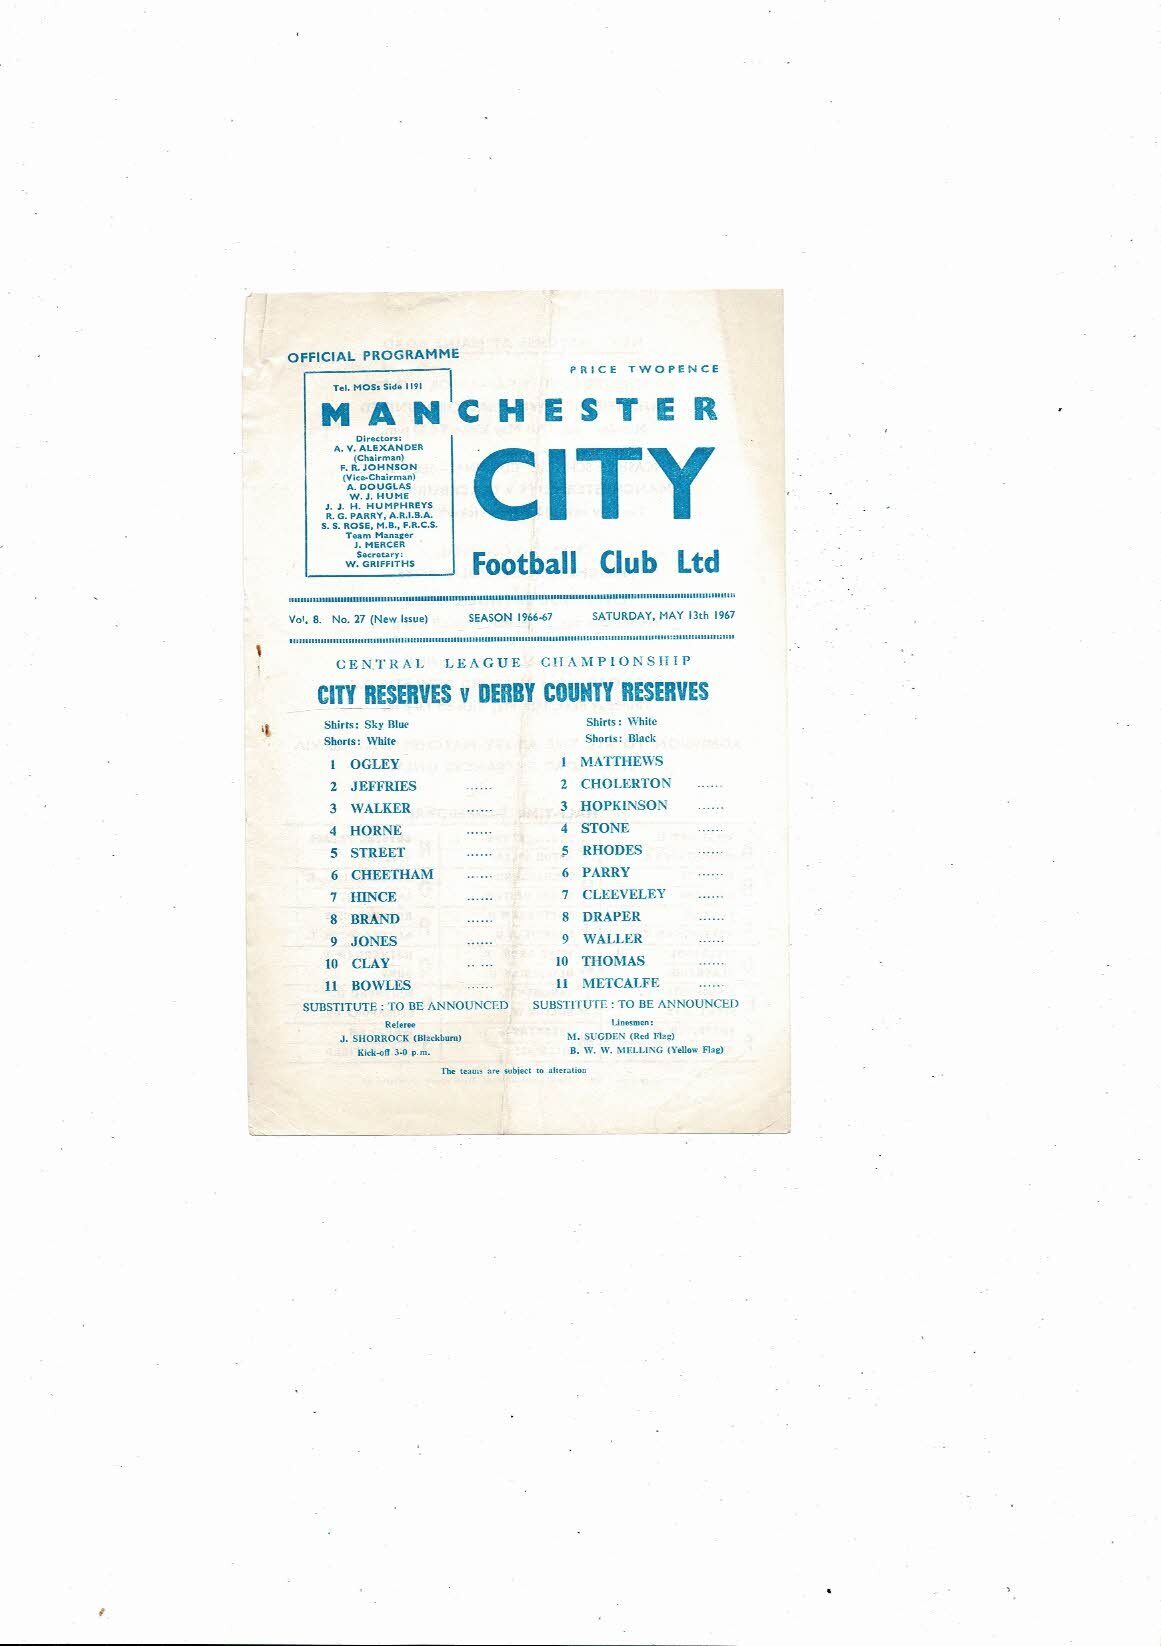 OFFICIAL PROGRAMME
PRICE TWOPENCE
Tel. MOSs Side 1191
MANCHESTER
CITY
Football Club Ltd
Directors:
A. V. ALEXANDER
(Chairman)
F. R. JOHNSON
(Vice-Chairman)
A. DOUGLAS
W. J. HUME
J. J. H. HUMPHREYS
R. G. PARRY, A.R.I.B.A.
S. S. ROSE, M.B., F.R.C.S.
Team Manager
J. MERCER
Secretary:
W. GRIFFITHS
Vol. 8. No. 27 (New Issue) SEASON 1966-67 SATURDAY, MAY 13th 1967
CENTRAL LEAGUE CHAMPIONSHIP
CITY RESERVES v DERBY COUNTY RESERVES
Shirts: Sky Blue
Shorts: White
1 OGLEY
2 JEFFRIES ......
3 WALKER ......
4 HORNE ......
5 STREET ......
6 CHEETHAM ......
7 HINCE ......
8 BRAND ......
9 JONES ......
10 CLAY ......
11 BOWLES ......
SUBSTITUTE : TO BE ANNOUNCED
Shirts: White
Shorts: Black
1 MATTHEWS
2 CHOLERTON ......
3 HOPKINSON ......
4 STONE ......
5 RHODES ......
6 PARRY ......
7 CLEEVELEY ......
8 DRAPER ......
9 WALLER ......
10 THOMAS ......
11 METCALFE ......
SUBSTITUTE : TO BE ANNOUNCED
Referee
J. SHORROCK (Blackburn)
Kick-off 3-0 p.m.
Linesmen:
M. SUGDEN (Red Flag)
B. W. W. MELLING (Yellow Flag)
The teams are subject to alteration